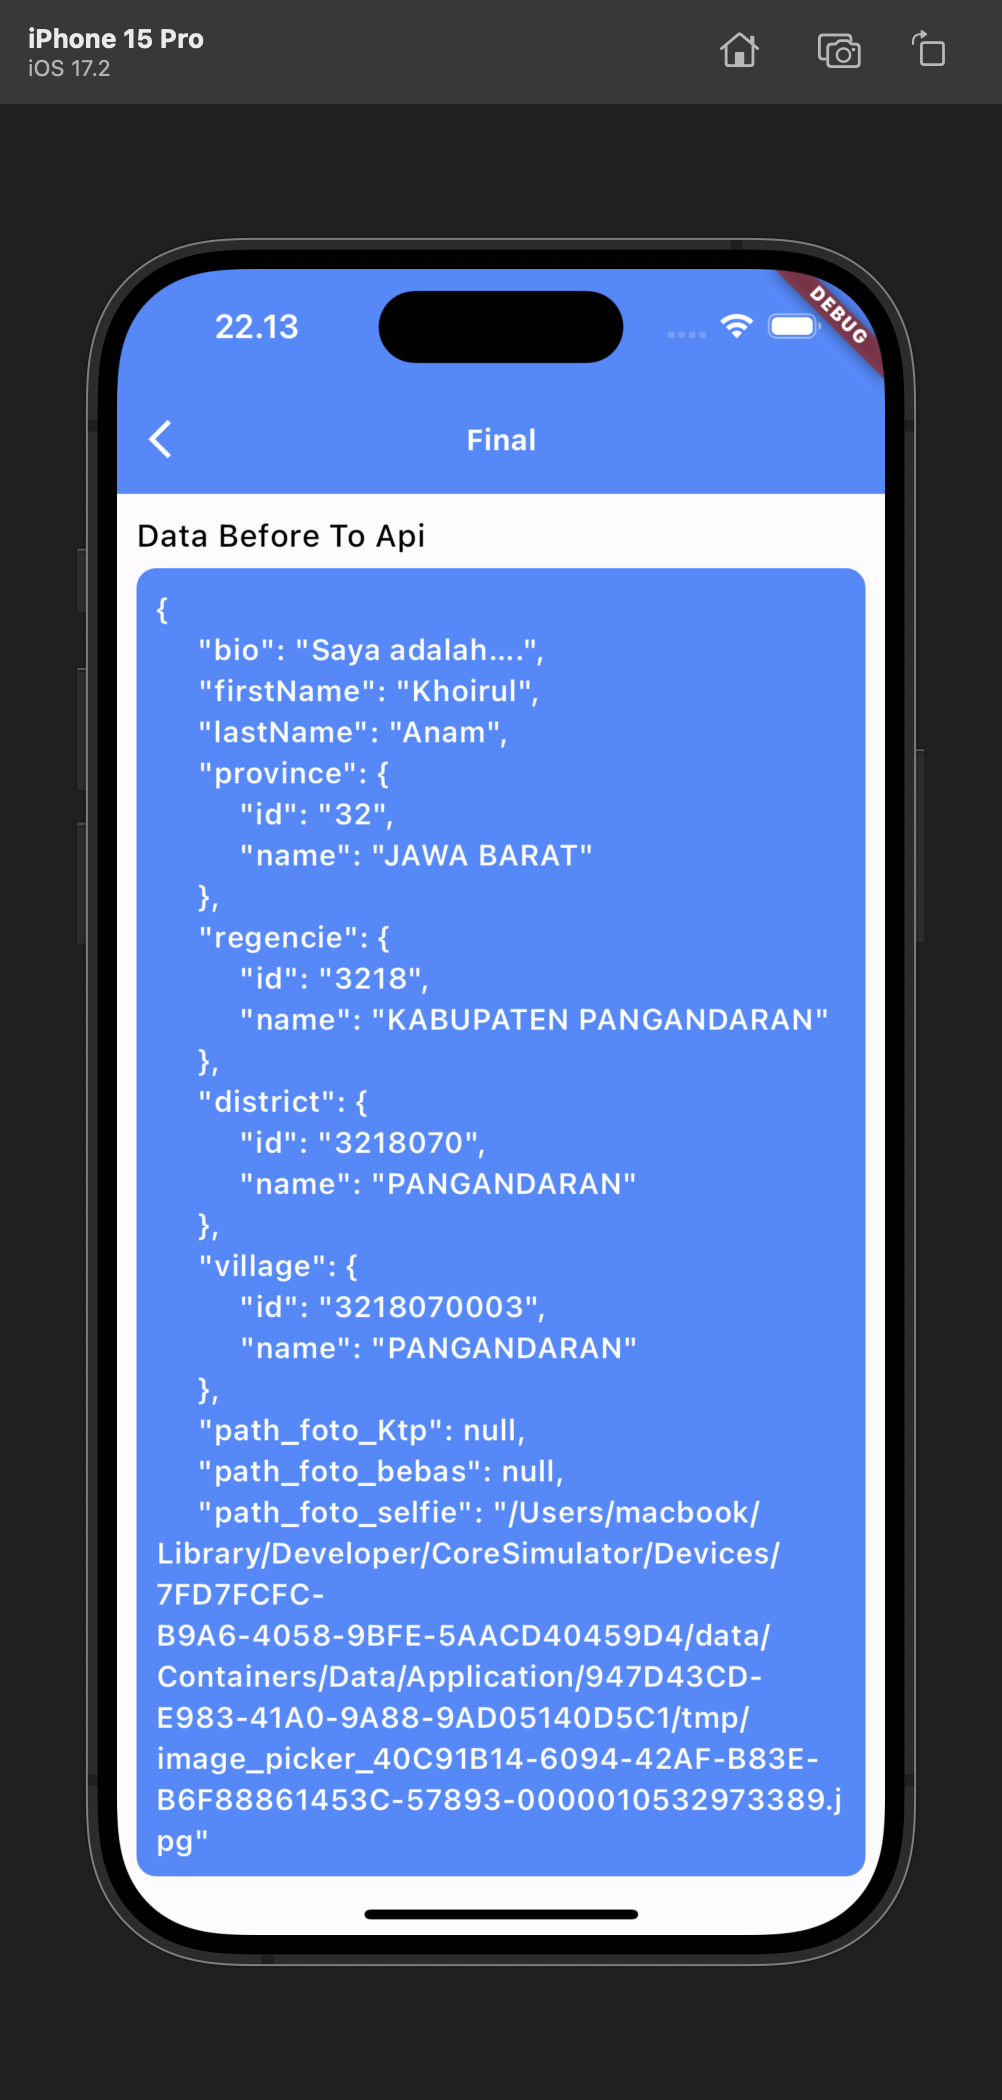 iPhone 15 Pro
iOS 17.2
22.13
DEBUG
Final
Data Before To Api
{
"bio": "Saya adalah....",
"firstName": "Khoirul",
"lastName": "Anam",
"province": {
"id": "32",
"name": "JAWA BARAT"
},
"regencie": {
"id": "3218",
"name": "KABUPATEN PANGANDARAN"
},
"district": {
"id": "3218070",
"name": "PANGANDARAN"
},
"village": {
"id": "3218070003",
"name": "PANGANDARAN"
},
"path_foto_Ktp": null,
"path_foto_bebas": null,
"path_foto_selfie": "/Users/macbook/
Library/Developer/CoreSimulator/Devices/
7FD7FCFC-
B9A6-4058-9BFE-5AACD40459D4/data/
Containers/Data/Application/947D43CD-
E983-41A0-9A88-9AD05140D5C1/tmp/
image_picker_40C91B14-6094-42AF-B83E-
B6F88861453C-57893-0000010532973389.j
pg"